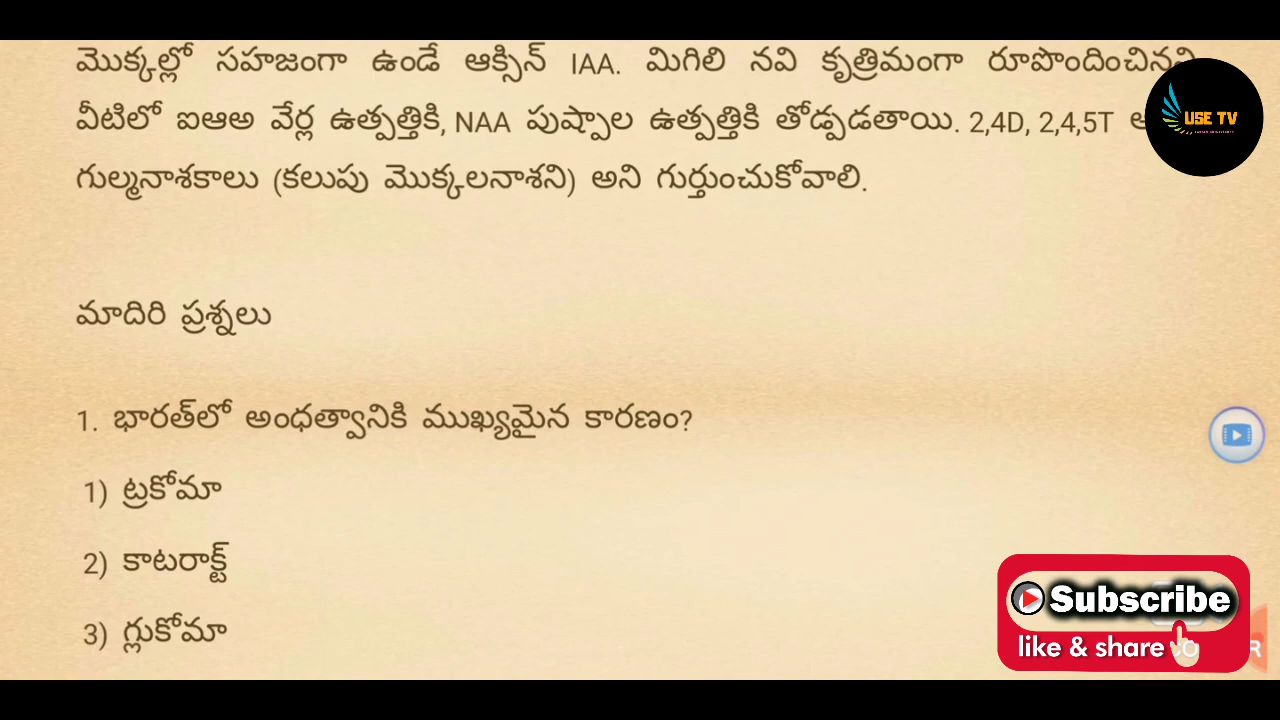 మొక్కల్లో సహజంగా ఉండే ఆక్సిన్ IAA. మిగిలి నవి కృత్రిమంగా రూపొందించినవి
వీటిలో ఐఆఅ వేర్ల ఉత్పత్తికి, NAA పుష్పాల ఉత్పత్తికి తోడ్పడతాయి. 2,4D, 2,4,5T
గుల్మనాశకాలు (కలుపు మొక్కలనాశని) అని గుర్తుంచుకోవాలి.
USE TV
మాదిరి ప్రశ్నలు
1. భారత్‌లో అంధత్వానికి ముఖ్యమైన కారణం?
1) ట్రకోమా
2) కాటరాక్ట్
3) గ్లుకోమా
Subscribe
like & share